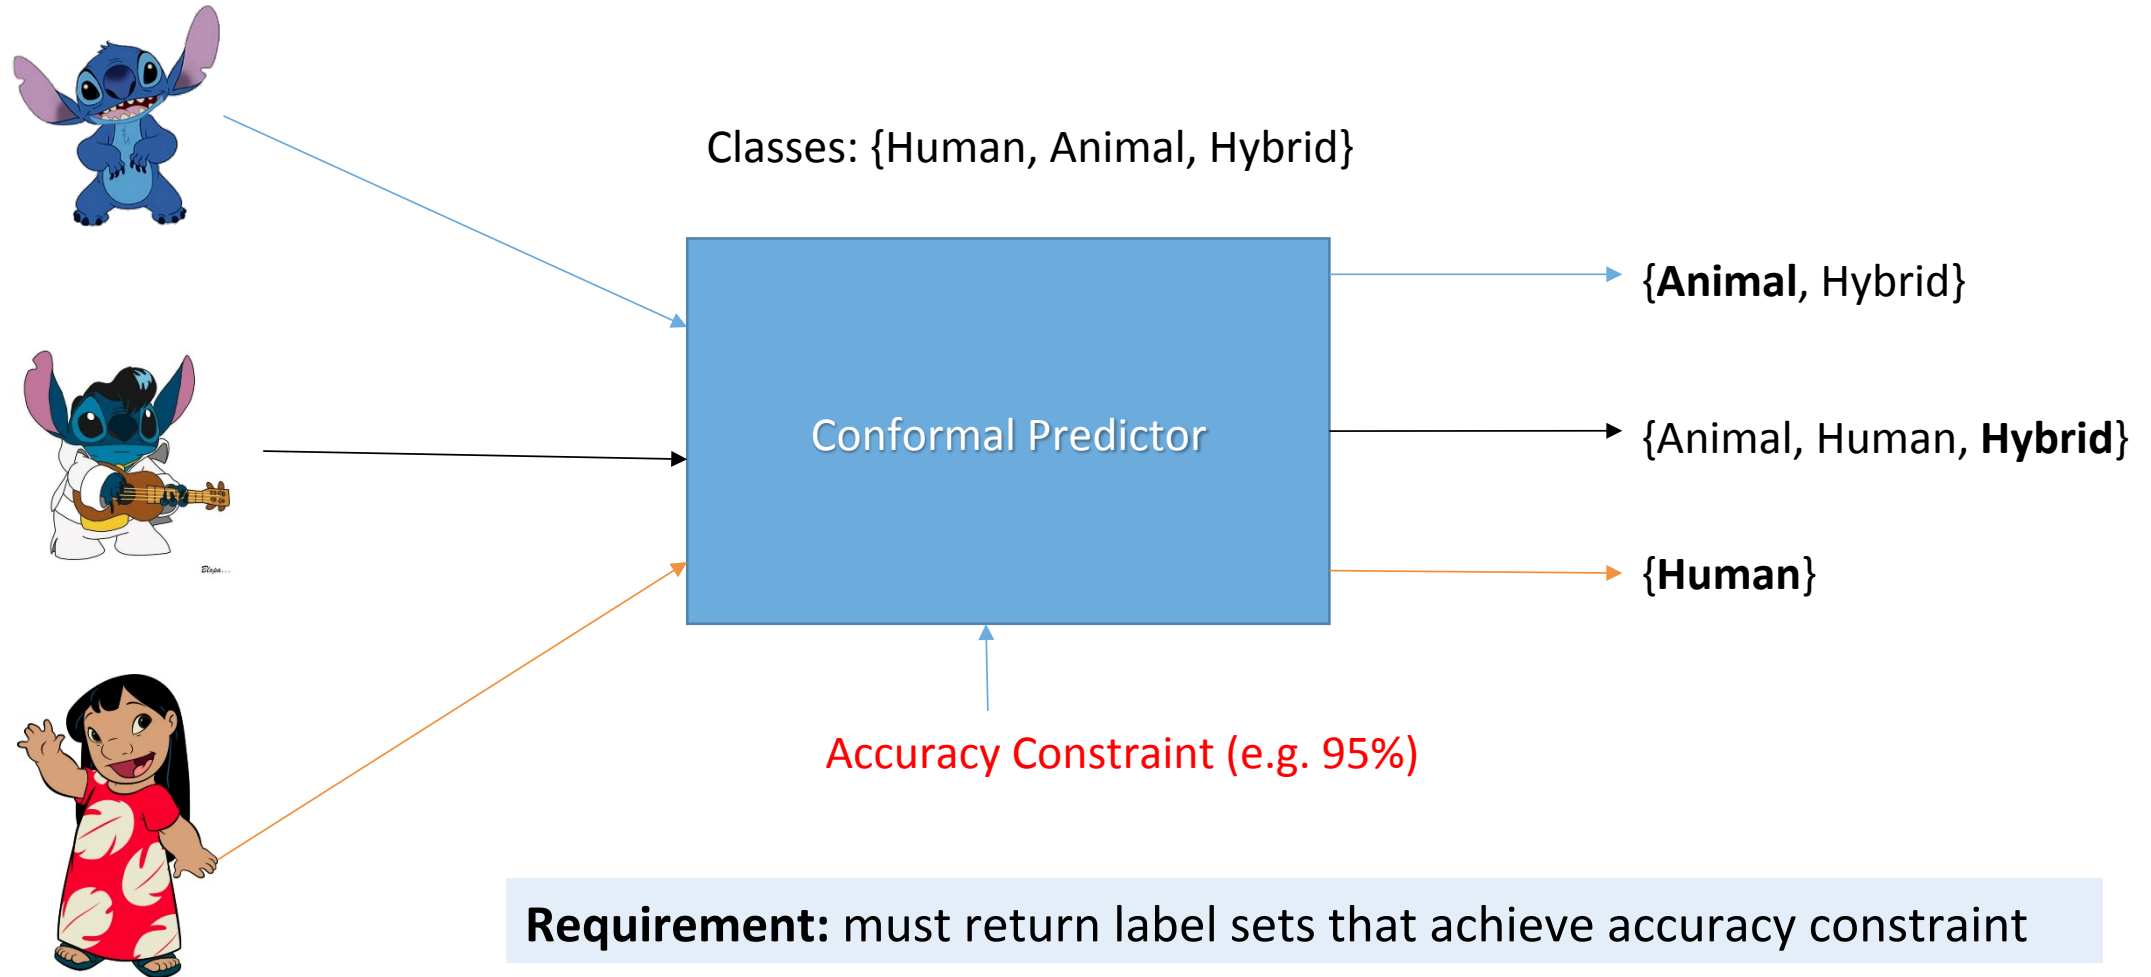 Classes: {Human, Animal, Hybrid}
{Animal, Hybrid}
Conformal Predictor
{Animal, Human, Hybrid}
{Human}
Blopa...
Accuracy Constraint (e.g. 95%)
Requirement: must return label sets that achieve accuracy constraint